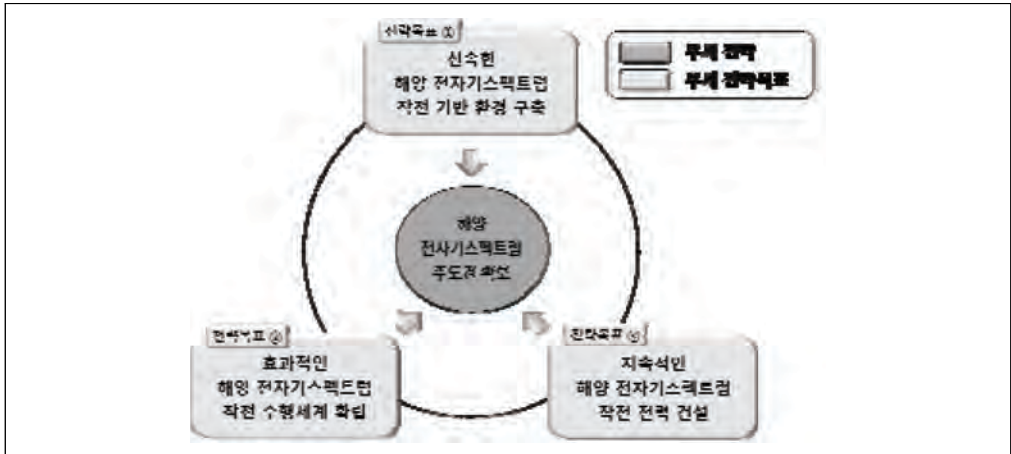 전략목표 ①
신속한
해양 전자기스펙트럼
작전 기반 환경 구축
부세 전략
부세 전략목표
해양
전자기스펙트럼
주도권 확보
전략목표 ②
효과적인
해양 전자기스펙트럼
작전 수행체계 확립
전략목표 ③
지속적인
해양 전자기스펙트럼
작전 전력 건설